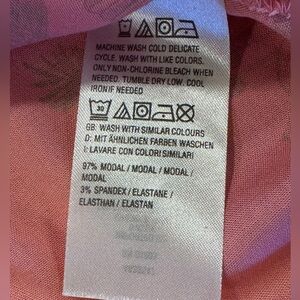 MACHINE WASH COLD DELICATE
CYCLE. WASH WITH LIKE COLORS.
ONLY NON-CHLORINE BLEACH WHEN
NEEDED. TUMBLE DRY LOW. COOL
IRON IF NEEDED
30
GB: WASH WITH SIMILAR COLOURS
D: MIT ÄHNLICHEN FARBEN WASCHEN
I: LAVARE CON COLORI SIMILARI
97% MODAL / MODAL / MODAL /
MODAL
3% SPANDEX / ELASTANE /
ELASTHAN / ELASTAN